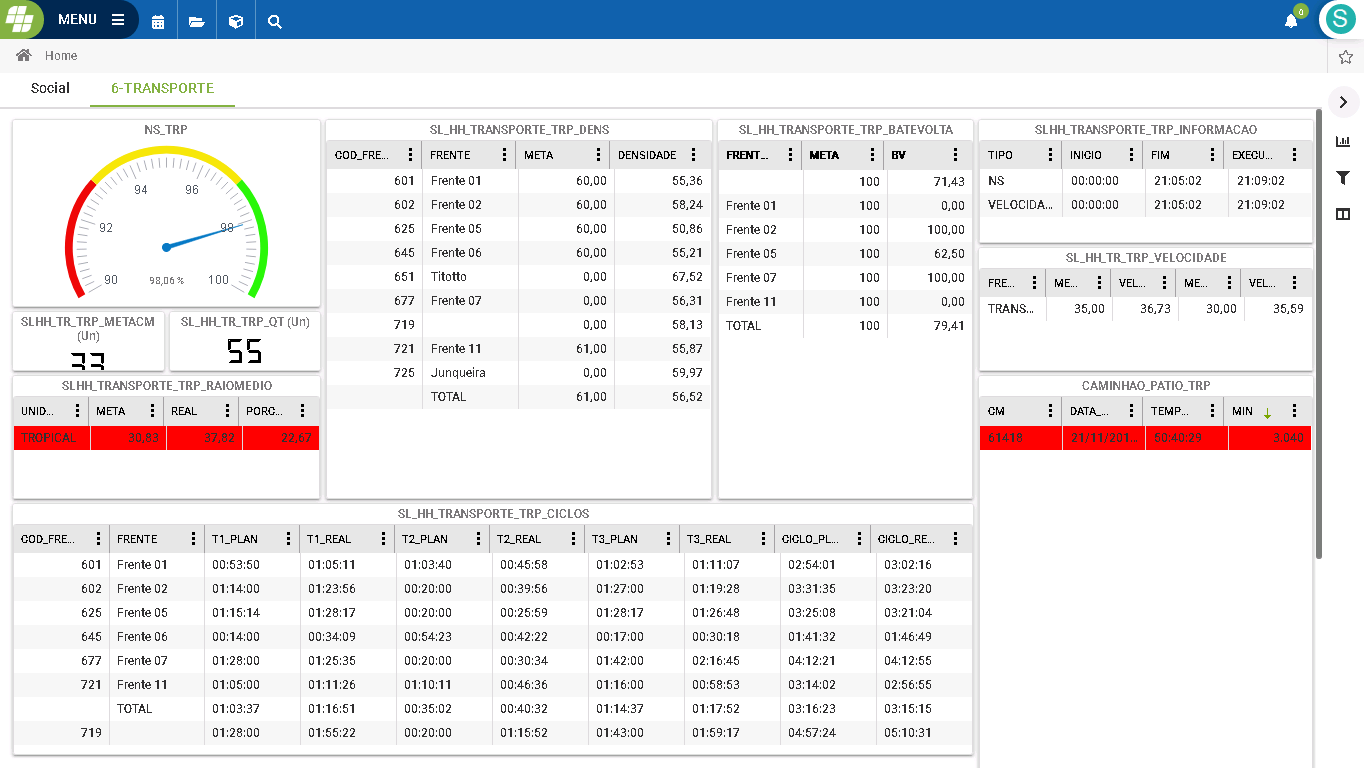 MENU
0
S
Home
Social 6-TRANSPORTE
NS_TRP
90 92 94 96 98 100
98,06 %
SLHH_TR_TRP_METACM (Un)
33
SL_HH_TR_TRP_QT (Un)
55
SLHH_TRANSPORTE_TRP_RAIOMEDIO
UNID... META REAL PORC...
TROPICAL 30,83 37,82 22,67
SL_HH_TRANSPORTE_TRP_DENS
COD_FRE... FRENTE META DENSIDADE
601 Frente 01 60,00 55,36
602 Frente 02 60,00 58,24
625 Frente 05 60,00 50,86
645 Frente 06 60,00 55,21
651 Titotto 0,00 67,52
677 Frente 07 0,00 56,31
719 0,00 58,13
721 Frente 11 61,00 55,87
725 Junqueira 0,00 59,97
TOTAL 61,00 56,52
SL_HH_TRANSPORTE_TRP_BATEVOLTA
FRENT... META BV
100 71,43
Frente 01 100 0,00
Frente 02 100 100,00
Frente 05 100 62,50
Frente 07 100 100,00
Frente 11 100 0,00
TOTAL 100 79,41
SLHH_TRANSPORTE_TRP_INFORMACAO
TIPO INICIO FIM EXECU...
NS 00:00:00 21:05:02 21:09:02
VELOCIDA... 00:00:00 21:05:02 21:09:02
SL_HH_TR_TRP_VELOCIDADE
FRE... ME... VEL... ME... VEL...
TRANS... 35,00 36,73 30,00 35,59
CAMINHAO_PATIO_TRP
CM DATA_... TEMP... MIN
61418 21/11/201... 50:40:29 3.040
SL_HH_TRANSPORTE_TRP_CICLOS
COD_FRE... FRENTE T1_PLAN T1_REAL T2_PLAN T2_REAL T3_PLAN T3_REAL CICLO_PL... CICLO_RE...
601 Frente 01 00:53:50 01:05:11 01:03:40 00:45:58 01:02:53 01:11:07 02:54:01 03:02:16
602 Frente 02 01:14:00 01:23:56 00:20:00 00:39:56 01:27:00 01:19:28 03:31:35 03:23:20
625 Frente 05 01:15:14 01:28:17 00:20:00 00:25:59 01:28:17 01:26:48 03:25:08 03:21:04
645 Frente 06 00:14:00 00:34:09 00:54:23 00:42:22 00:17:00 00:30:18 01:41:32 01:46:49
677 Frente 07 01:28:00 01:25:35 00:20:00 00:30:34 01:42:00 02:16:45 04:12:21 04:12:55
721 Frente 11 01:05:00 01:11:26 01:10:11 00:46:36 01:16:00 00:58:53 03:14:02 02:56:55
TOTAL 01:03:37 01:16:51 00:35:02 00:40:32 01:14:37 01:17:52 03:16:23 03:15:15
719 01:28:00 01:55:22 00:20:00 01:15:52 01:43:00 01:59:17 04:57:24 05:10:31